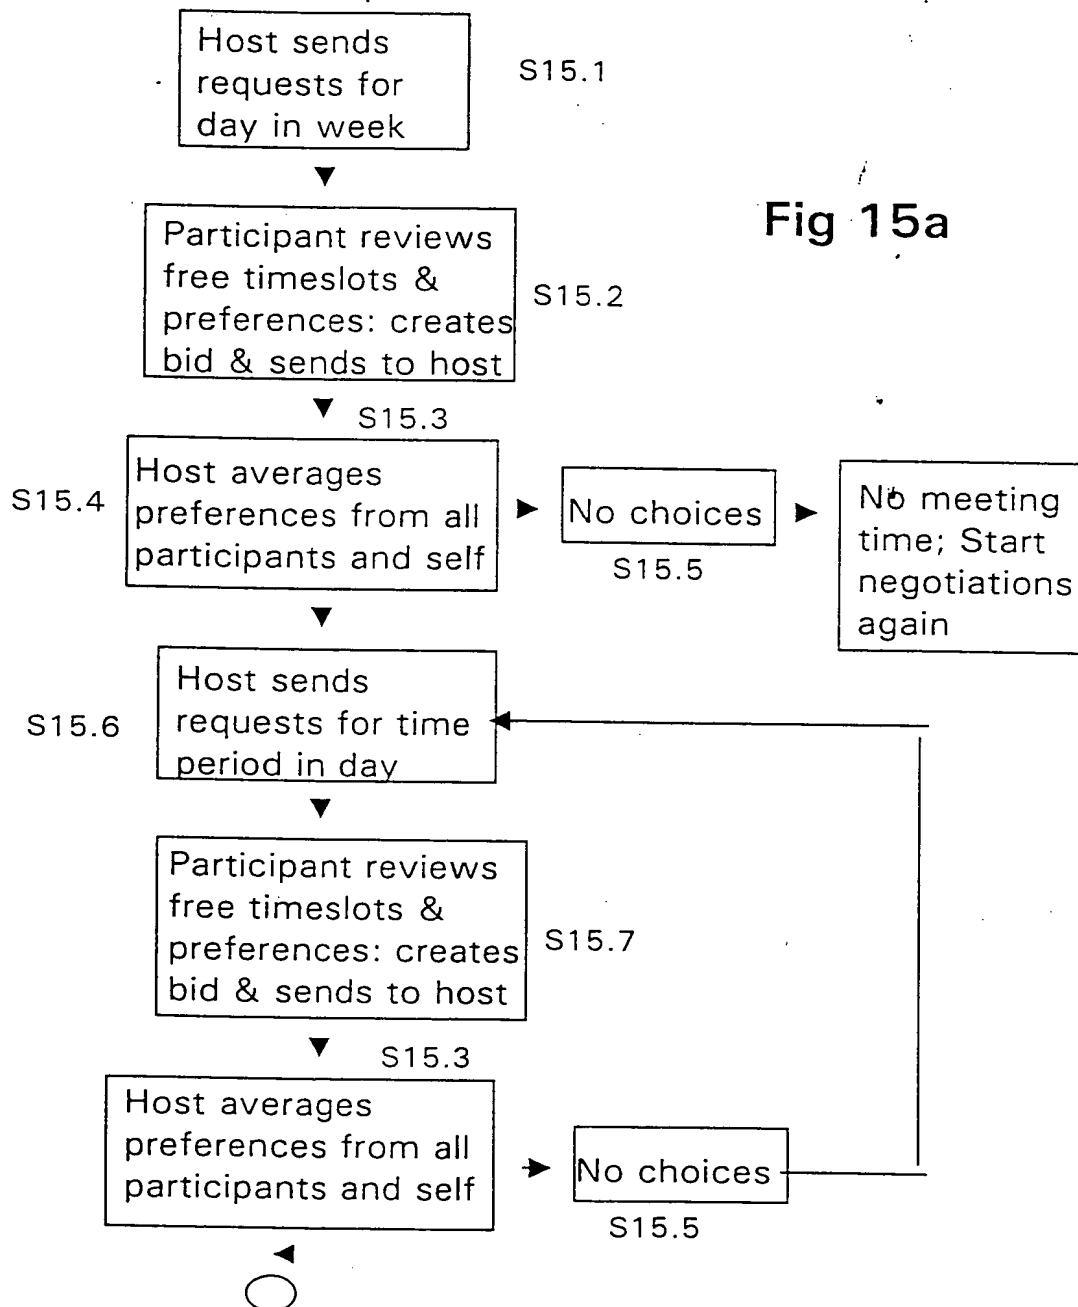 Host sends
requests for
day in week
S15.1
Fig 15a
Participant reviews
free timeslots &
preferences: creates
bid & sends to host
S15.2
S15.3
S15.4
Host averages
preferences from all
participants and self
No choices
S15.5
No meeting
time; Start
negotiations
again
S15.6
Host sends
requests for time
period in day
Participant reviews
free timeslots &
preferences: creates
bid & sends to host
S15.7
S15.3
Host averages
preferences from all
participants and self
No choices
S15.5